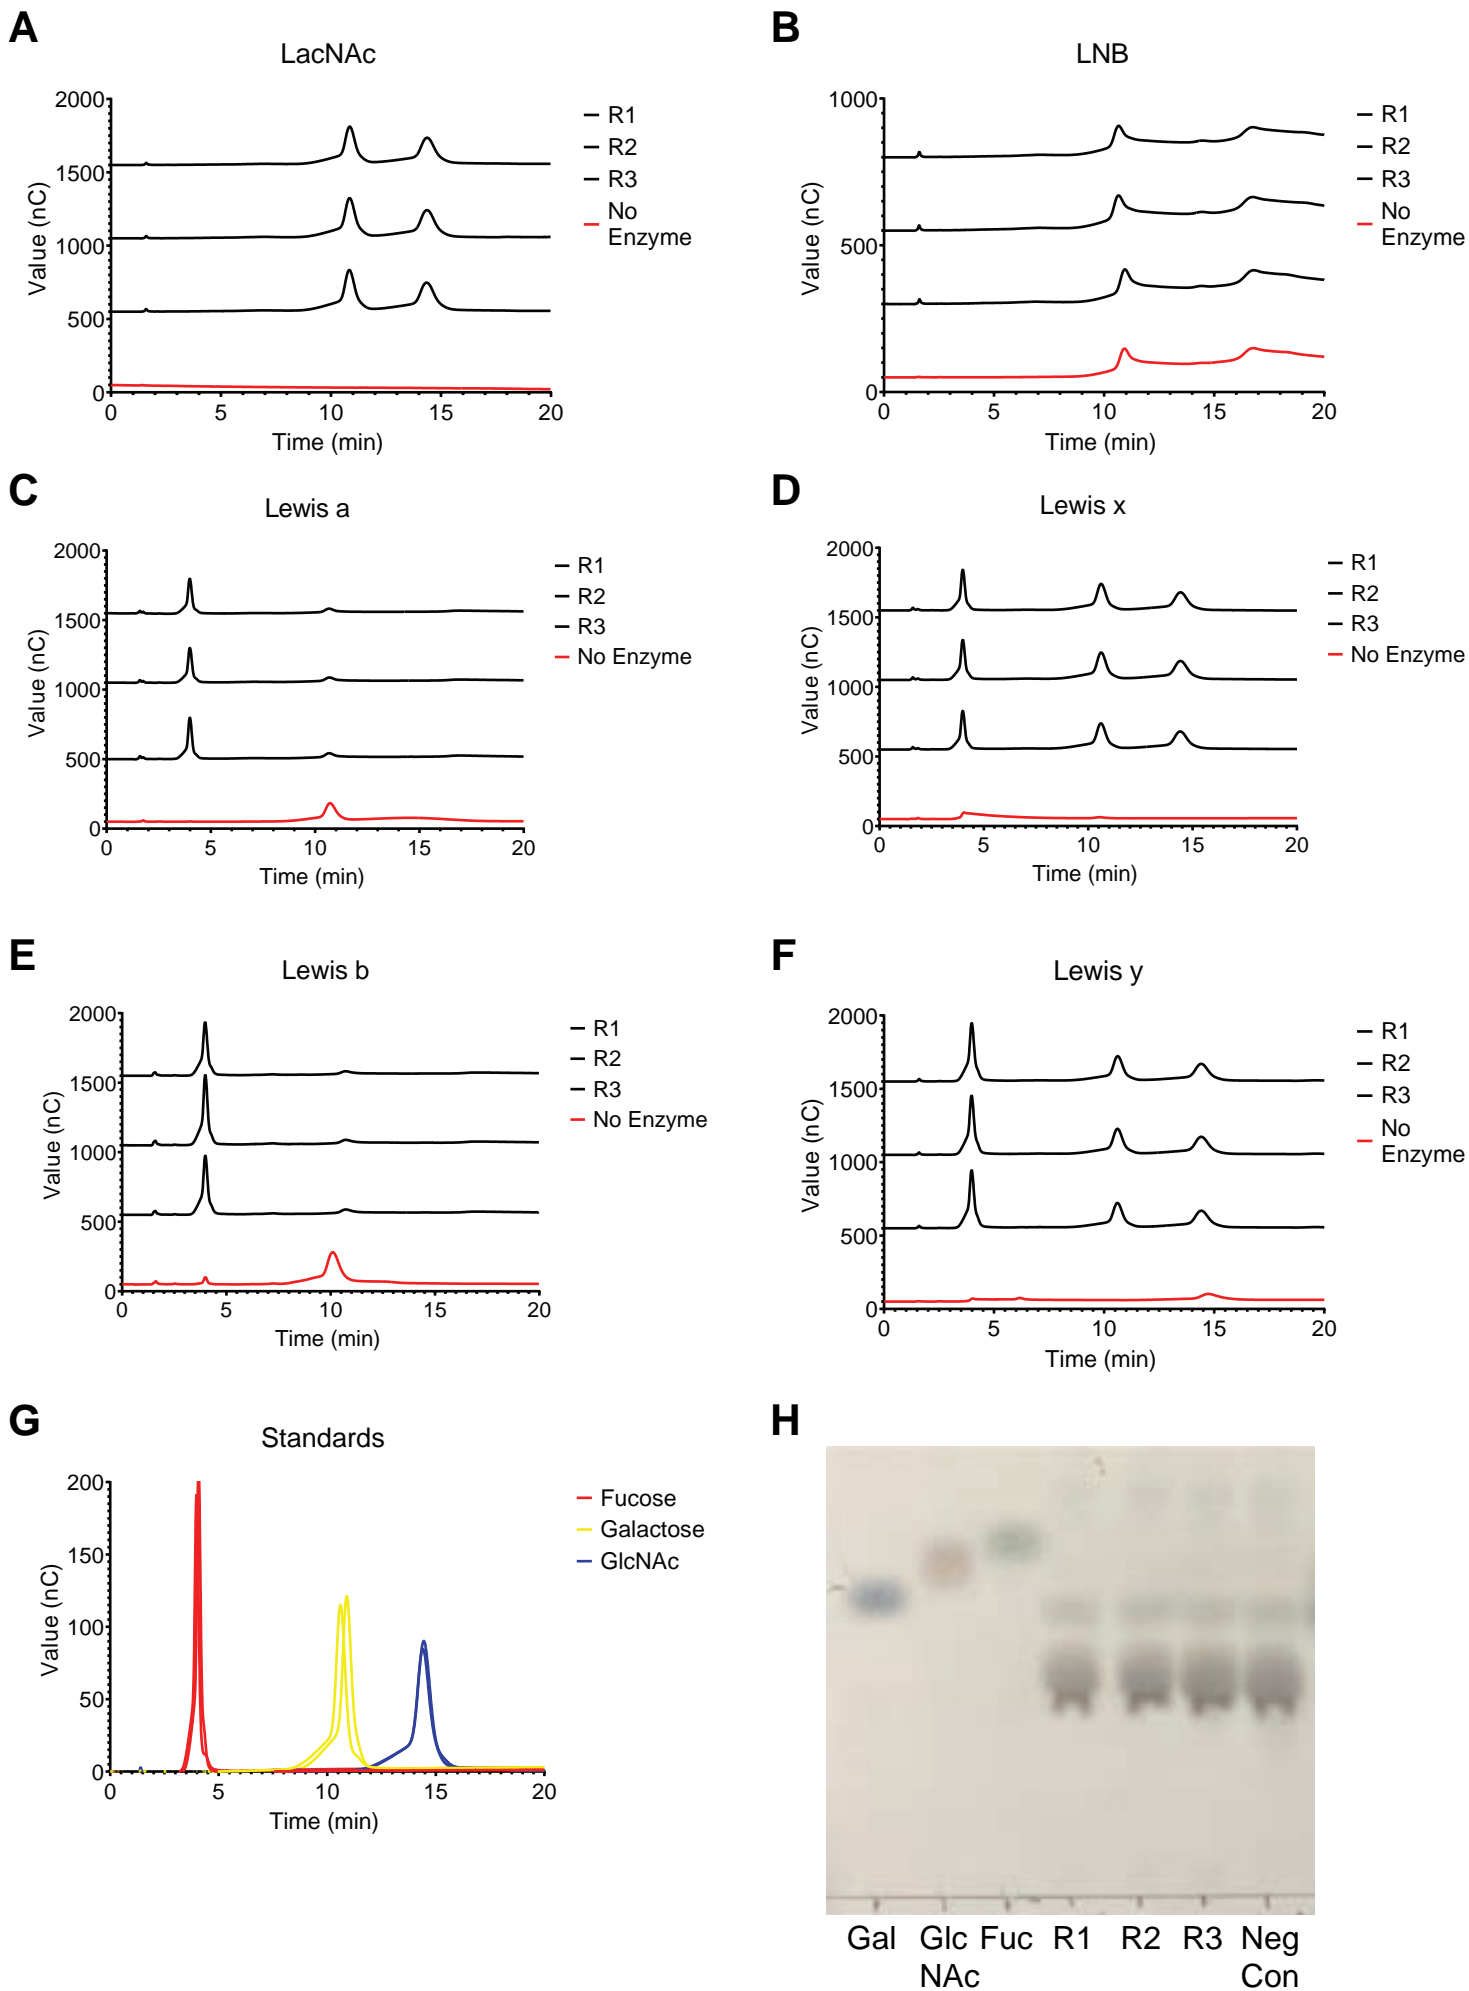 A
LacNAc
Value (nC)
2000
1500
1000
500
0
0 5 10 15 20
Time (min)
R1
R2
R3
No
Enzyme
B
LNB
Value (nC)
1000
500
0
0 5 10 15 20
Time (min)
R1
R2
R3
No
Enzyme
C
Lewis a
Value (nC)
2000
1500
1000
500
0
0 5 10 15 20
Time (min)
R1
R2
R3
No Enzyme
D
Lewis x
Value (nC)
2000
1500
1000
500
0
0 5 10 15 20
Time (min)
R1
R2
R3
No Enzyme
E
Lewis b
Value (nC)
2000
1500
1000
500
0
0 5 10 15 20
Time (min)
R1
R2
R3
No Enzyme
F
Lewis y
Value (nC)
2000
1500
1000
500
0
0 5 10 15 20
Time (min)
R1
R2
R3
No
Enzyme
G
Standards
Value (nC)
200
150
100
50
0
0 5 10 15 20
Time (min)
Fucose
Galactose
GlcNAc
H
Gal Glc Fuc R1 R2 R3 Neg
NAc Con